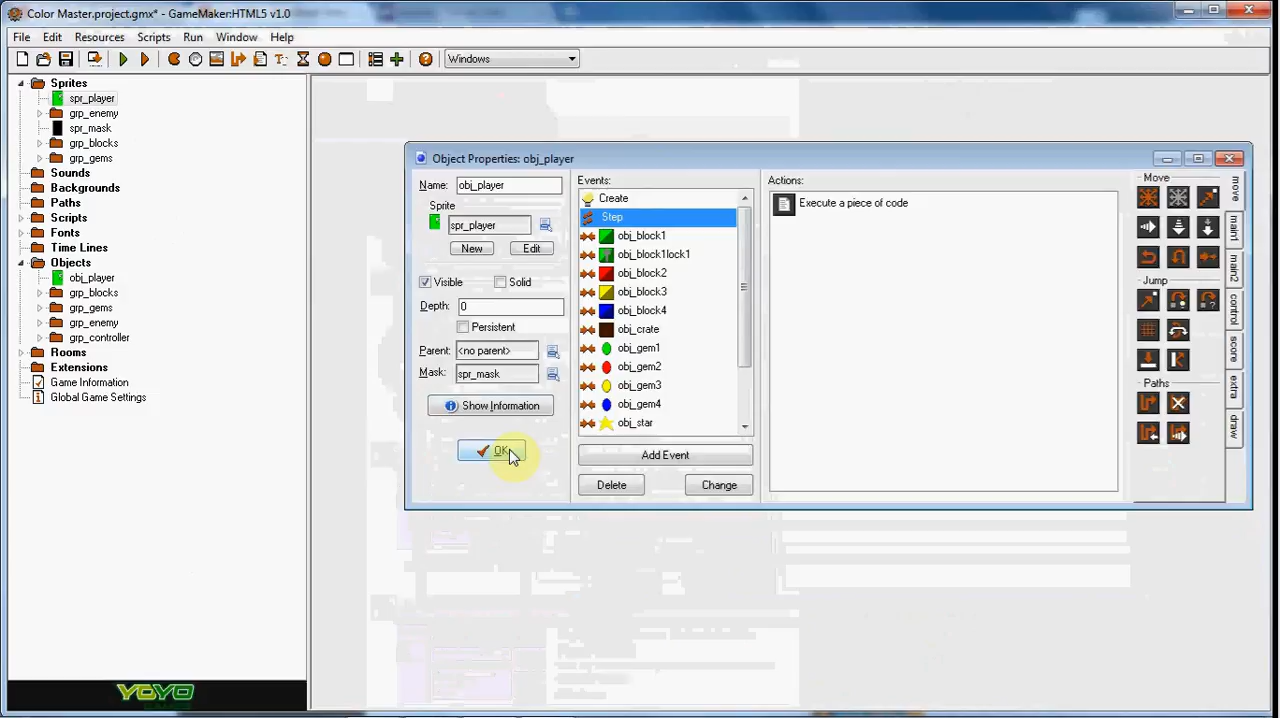 Color Master.project.gmx* - GameMaker:HTML5 v1.0
File Edit Resources Scripts Run Window Help
Windows
Sprites
spr_player
grp_enemy
spr_mask
grp_blocks
grp_gems
Sounds
Backgrounds
Paths
Scripts
Fonts
Time Lines
Objects
obj_player
grp_blocks
grp_gems
grp_enemy
grp_controller
Rooms
Extensions
Game Information
Global Game Settings
YOYO
GAMES
Object Properties: obj_player
Name: obj_player
Sprite
spr_player
New Edit
Visible Solid
Depth: 0
Persistent
Parent: <no parent>
Mask: spr_mask
Show Information
OK
Events:
Create
Step
obj_block1
obj_block1lock1
obj_block2
obj_block3
obj_block4
obj_crate
obj_gem1
obj_gem2
obj_gem3
obj_gem4
obj_star
Add Event
Delete Change
Actions:
Execute a piece of code
Move
Jump
Paths
move
main1
main2
control
score
extra
draw